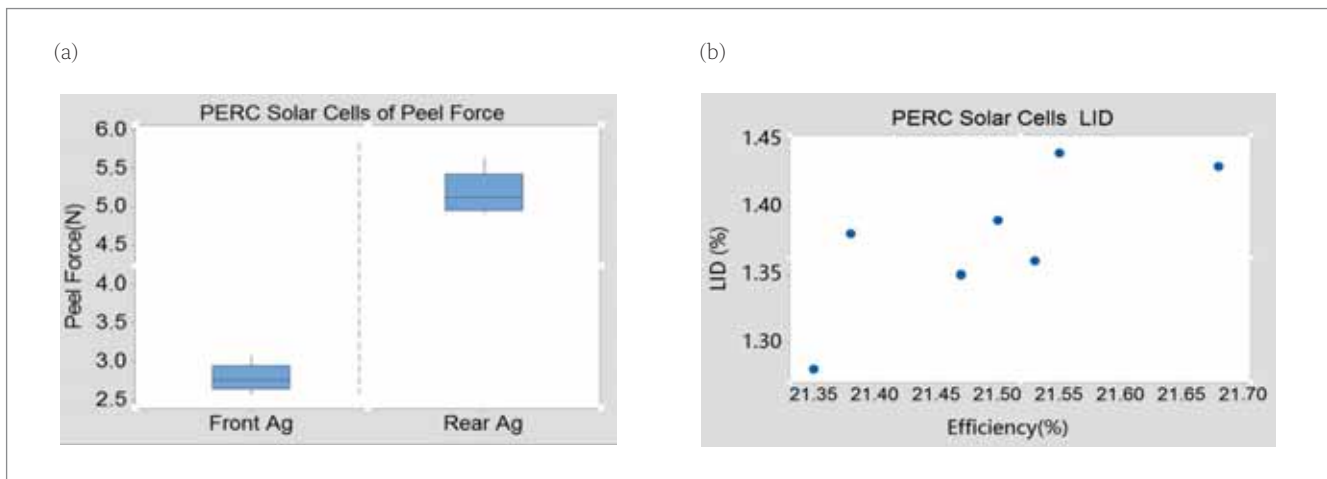 (a)
PERC Solar Cells of Peel Force
6.0
5.5
5.0
4.5
4.0
3.5
3.0
2.5
Peel Force(N)
Front Ag
Rear Ag
(b)
PERC Solar Cells LID
1.45
1.40
1.35
1.30
LID (%)
21.35 21.40 21.45 21.50 21.55 21.60 21.65 21.70
Efficiency(%)